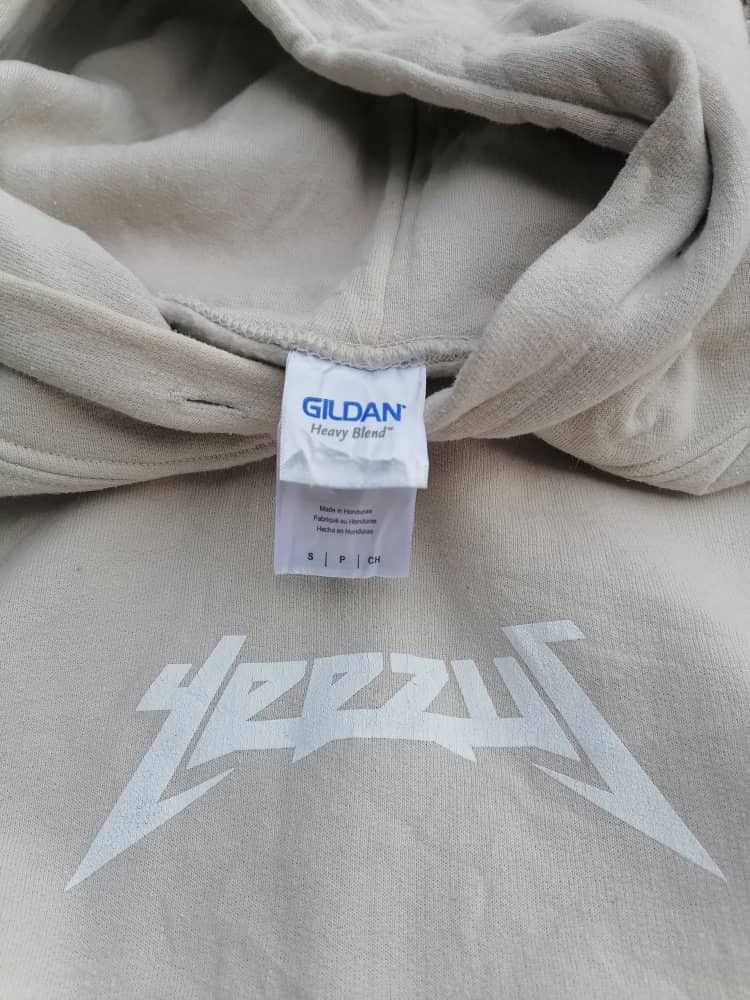 GILDAN
Heavy Blend™
Made in Honduras
Fabriqué au Honduras
Hecho en Honduras
S | P | CH
yeezus